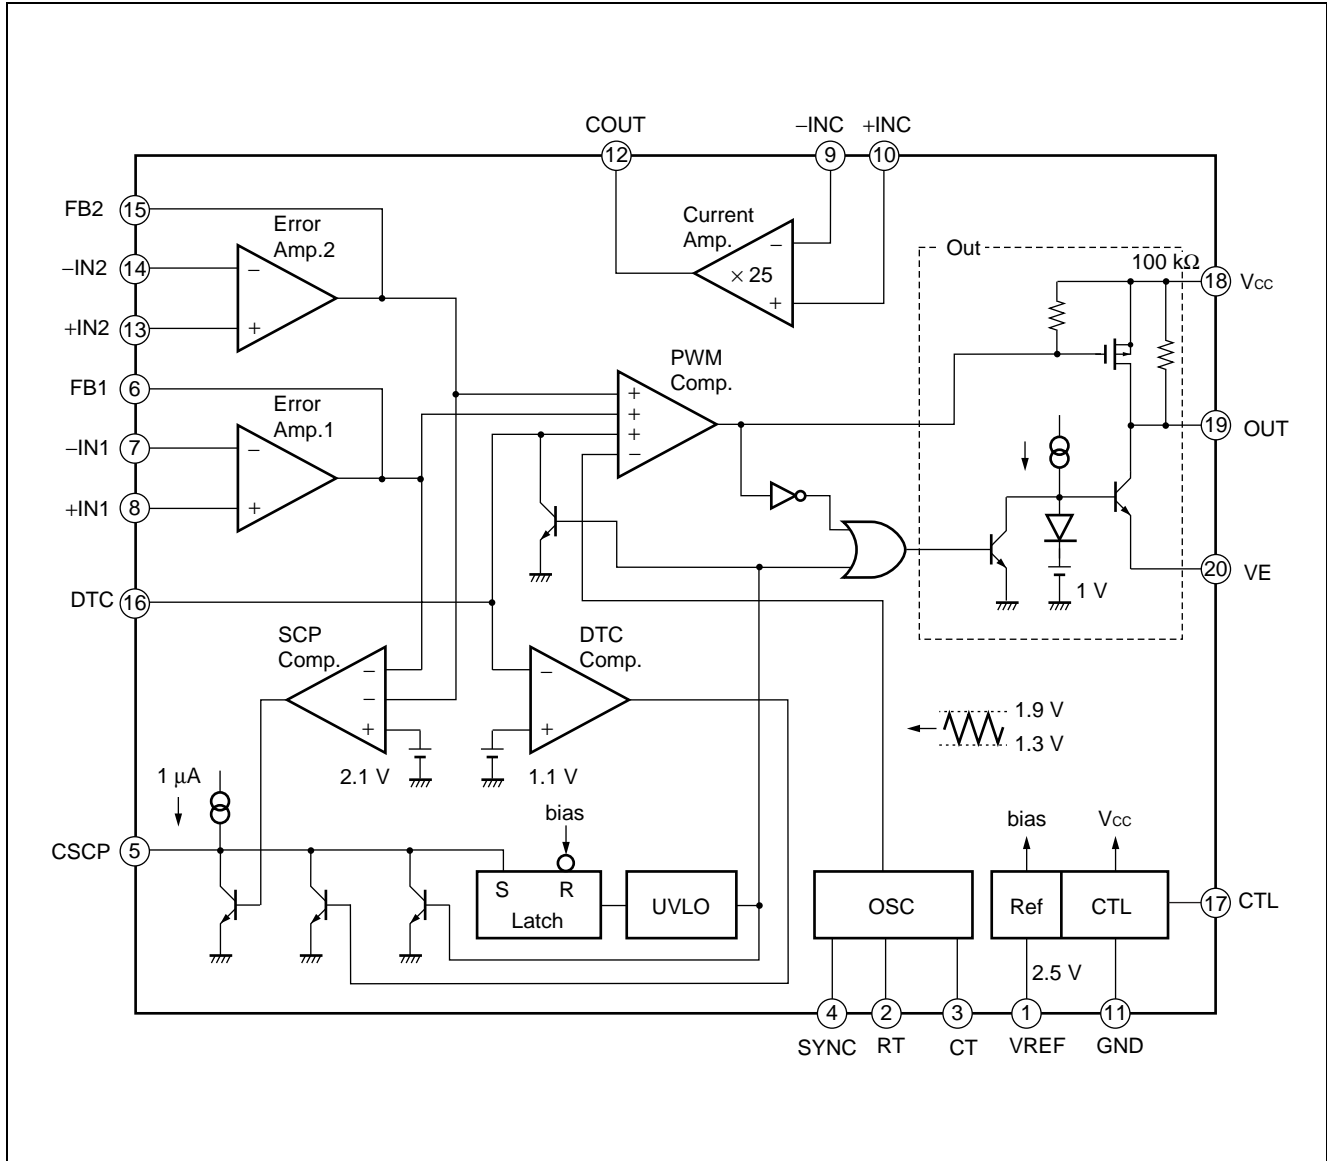 COUT
−INC
+INC
12
9
10
FB2
15
Error
Amp.2
Current
Amp.
Out
−IN2
14
−
−
× 25
100 kΩ
18
Vcc
+IN2
13
+
+
FB1
6
PWM
Comp.
Error
Amp.1
+
+
+
−
−IN1
7
−
19
OUT
+IN1
8
+
20
VE
1 V
DTC
16
SCP
Comp.
DTC
Comp.
−
−
+
−
+
1.9 V
1.3 V
2.1 V
1.1 V
1 µA
bias
bias
Vcc
CSCP
5
S
R
Latch
UVLO
OSC
Ref
CTL
17
CTL
2.5 V
4
2
3
1
11
SYNC
RT
CT
VREF
GND